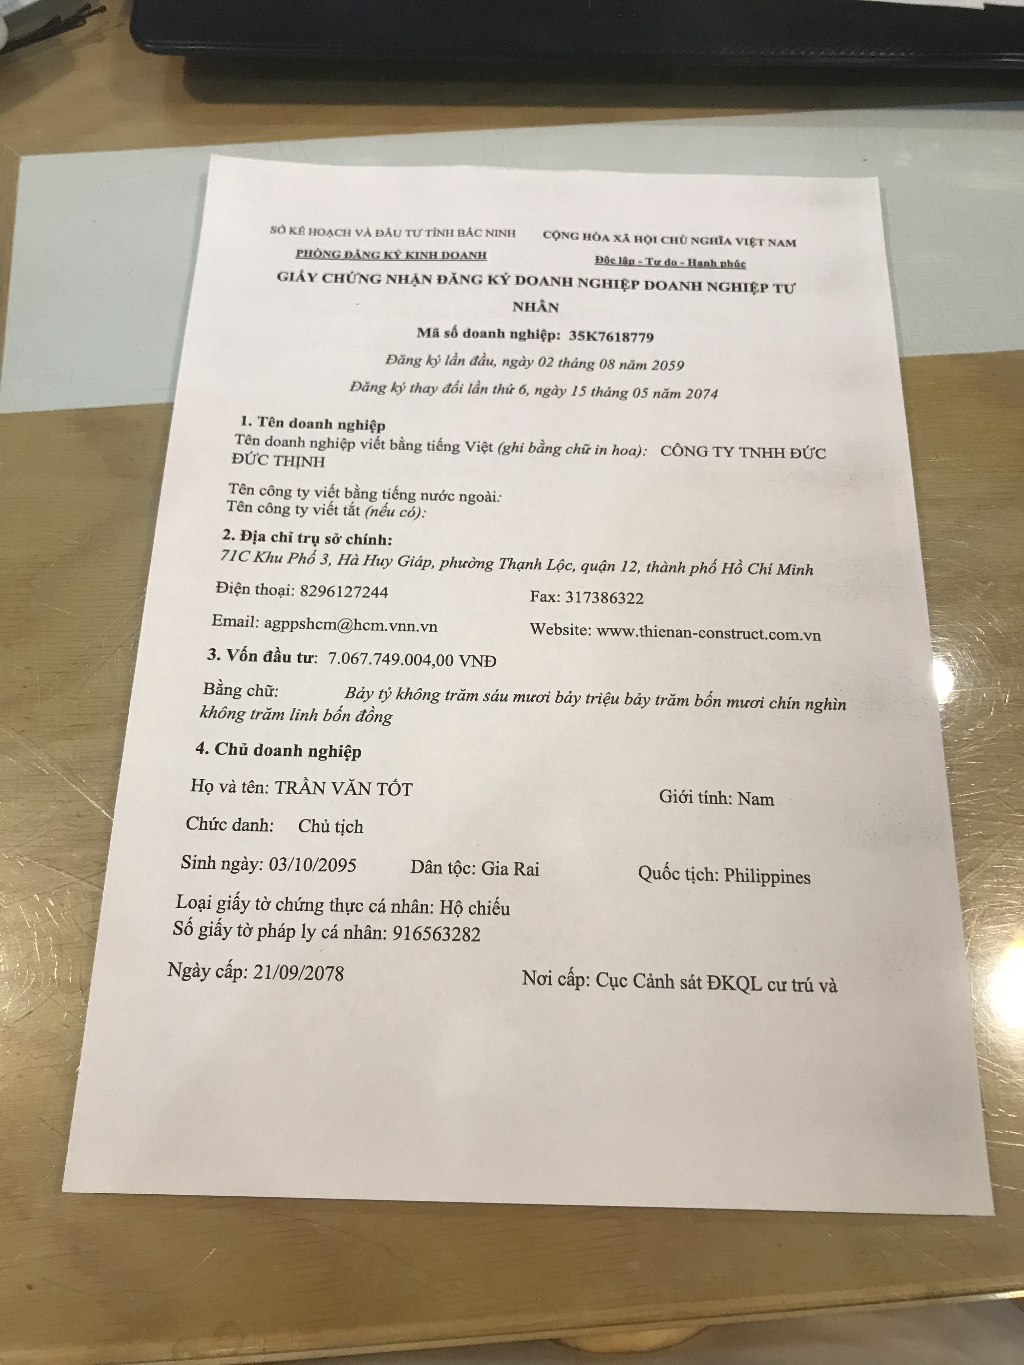 SỞ KẾ HOẠCH VÀ ĐẦU TƯ TỈNH BẮC NINH
CỘNG HÒA XÃ HỘI CHỦ NGHĨA VIỆT NAM
PHÒNG ĐĂNG KÝ KINH DOANH
Độc lập - Tự do - Hạnh phúc
GIẤY CHỨNG NHẬN ĐĂNG KÝ DOANH NGHIỆP DOANH NGHIỆP TƯ
NHÂN
Mã số doanh nghiệp: 35K7618779
Đăng ký lần đầu, ngày 02 tháng 08 năm 2059
Đăng ký thay đổi lần thứ 6, ngày 15 tháng 05 năm 2074
1. Tên doanh nghiệp
Tên doanh nghiệp viết bằng tiếng Việt (ghi bằng chữ in hoa): CÔNG TY TNHH ĐỨC
ĐỨC THỊNH
Tên công ty viết bằng tiếng nước ngoài:
Tên công ty viết tắt (nếu có):
2. Địa chỉ trụ sở chính:
71C Khu Phố 3, Hà Huy Giáp, phường Thạnh Lộc, quận 12, thành phố Hồ Chí Minh
Điện thoại: 8296127244
Fax: 317386322
Email: agppshcm@hcm.vnn.vn
Website: www.thienan-construct.com.vn
3. Vốn đầu tư: 7.067.749.004,00 VNĐ
Bằng chữ: Bảy tỷ không trăm sáu mươi bảy triệu bảy trăm bốn mươi chín nghìn
không trăm linh bốn đồng
4. Chủ doanh nghiệp
Họ và tên: TRẦN VĂN TỐT
Giới tính: Nam
Chức danh: Chủ tịch
Sinh ngày: 03/10/2095
Dân tộc: Gia Rai
Quốc tịch: Philippines
Loại giấy tờ chứng thực cá nhân: Hộ chiếu
Số giấy tờ pháp ly cá nhân: 916563282
Ngày cấp: 21/09/2078
Nơi cấp: Cục Cảnh sát ĐKQL cư trú và